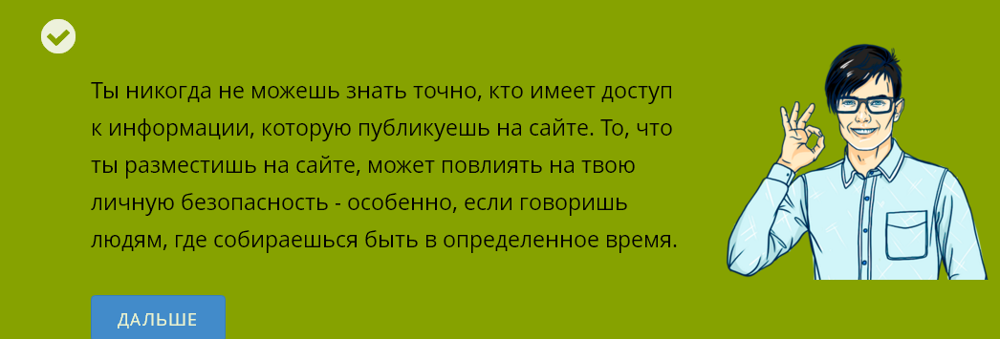 Ты никогда не можешь знать точно, кто имеет доступ
к информации, которую публикуешь на сайте. То, что
ты разместишь на сайте, может повлиять на твою
личную безопасность - особенно, если говоришь
людям, где собираешься быть в определенное время.
ДАЛЬШЕ